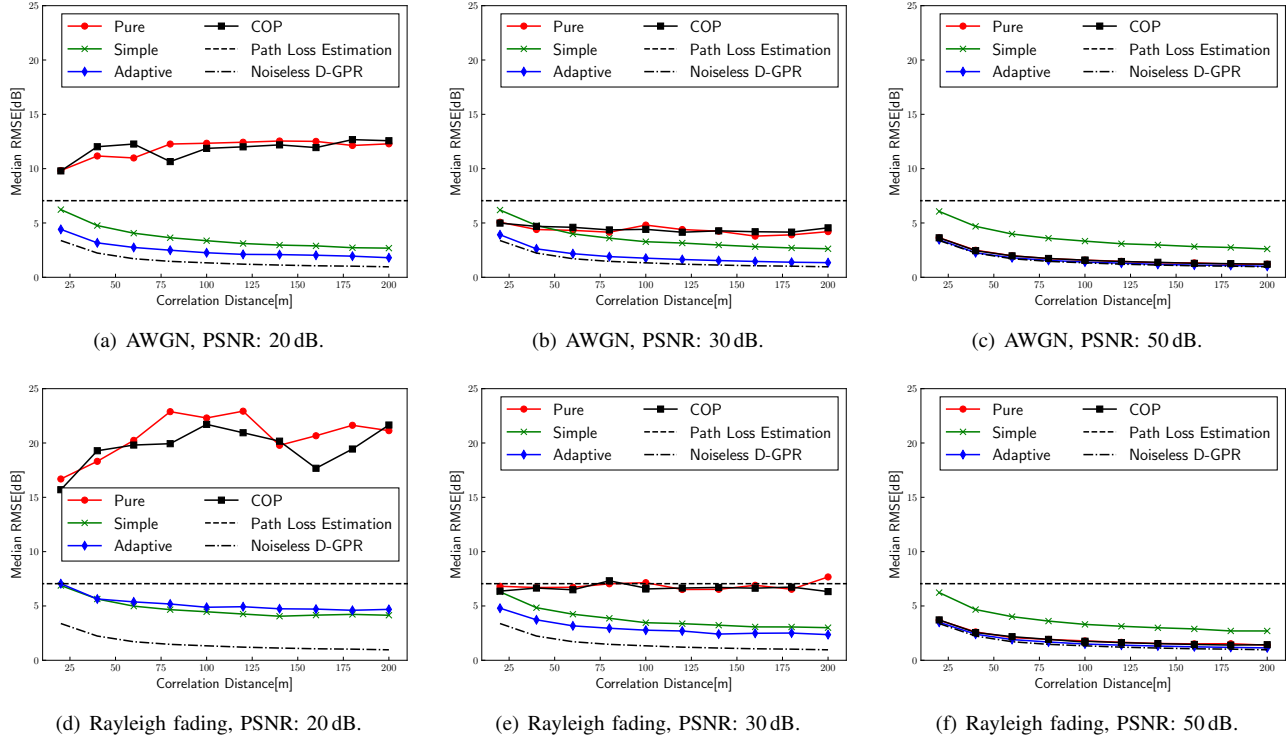 25
20
15
10
5
0
Median RMSE[dB]
Pure
Simple
Adaptive
COP
Path Loss Estimation
Noiseless D-GPR
25 50 75 100 125 150 175 200
Correlation Distance[m]
(a) AWGN, PSNR: 20 dB.
25
20
15
10
5
0
Median RMSE[dB]
Pure
Simple
Adaptive
COP
Path Loss Estimation
Noiseless D-GPR
25 50 75 100 125 150 175 200
Correlation Distance[m]
(b) AWGN, PSNR: 30 dB.
25
20
15
10
5
0
Median RMSE[dB]
Pure
Simple
Adaptive
COP
Path Loss Estimation
Noiseless D-GPR
25 50 75 100 125 150 175 200
Correlation Distance[m]
(c) AWGN, PSNR: 50 dB.
25
20
15
10
5
0
Median RMSE[dB]
Pure
Simple
Adaptive
COP
Path Loss Estimation
Noiseless D-GPR
25 50 75 100 125 150 175 200
Correlation Distance[m]
(d) Rayleigh fading, PSNR: 20 dB.
25
20
15
10
5
0
Median RMSE[dB]
Pure
Simple
Adaptive
COP
Path Loss Estimation
Noiseless D-GPR
25 50 75 100 125 150 175 200
Correlation Distance[m]
(e) Rayleigh fading, PSNR: 30 dB.
25
20
15
10
5
0
Median RMSE[dB]
Pure
Simple
Adaptive
COP
Path Loss Estimation
Noiseless D-GPR
25 50 75 100 125 150 175 200
Correlation Distance[m]
(f) Rayleigh fading, PSNR: 50 dB.